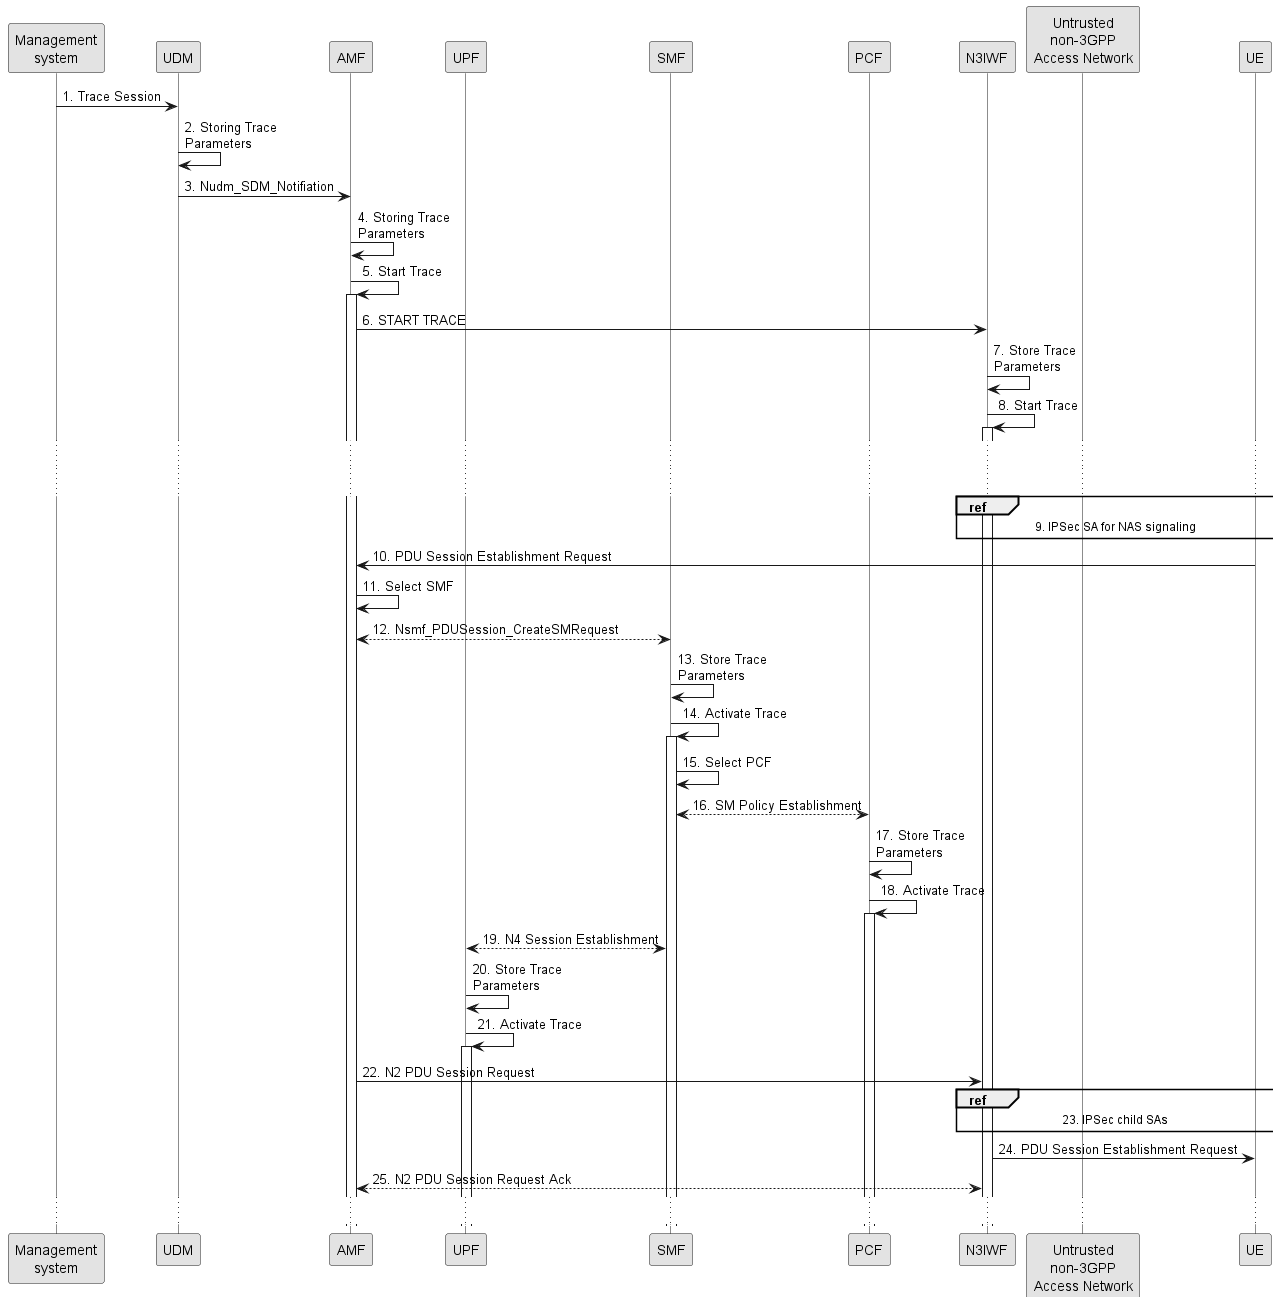 Management
system
UDM
AMF
UPF
SMF
PCF
N3IWF
Untrusted
non-3GPP
Access Network
UE
1. Trace Session
2. Storing Trace
Parameters
3. Nudm_SDM_Notifiation
4. Storing Trace
Parameters
5. Start Trace
6. START TRACE
7. Store Trace
Parameters
8. Start Trace
ref
9. IPSec SA for NAS signaling
10. PDU Session Establishment Request
11. Select SMF
12. Nsmf_PDUSession_CreateSMRequest
13. Store Trace
Parameters
14. Activate Trace
15. Select PCF
16. SM Policy Establishment
17. Store Trace
Parameters
18. Activate Trace
19. N4 Session Establishment
20. Store Trace
Parameters
21. Activate Trace
22. N2 PDU Session Request
ref
23. IPSec child SAs
24. PDU Session Establishment Request
25. N2 PDU Session Request Ack
Management
system
UDM
AMF
UPF
SMF
PCF
N3IWF
Untrusted
non-3GPP
Access Network
UE